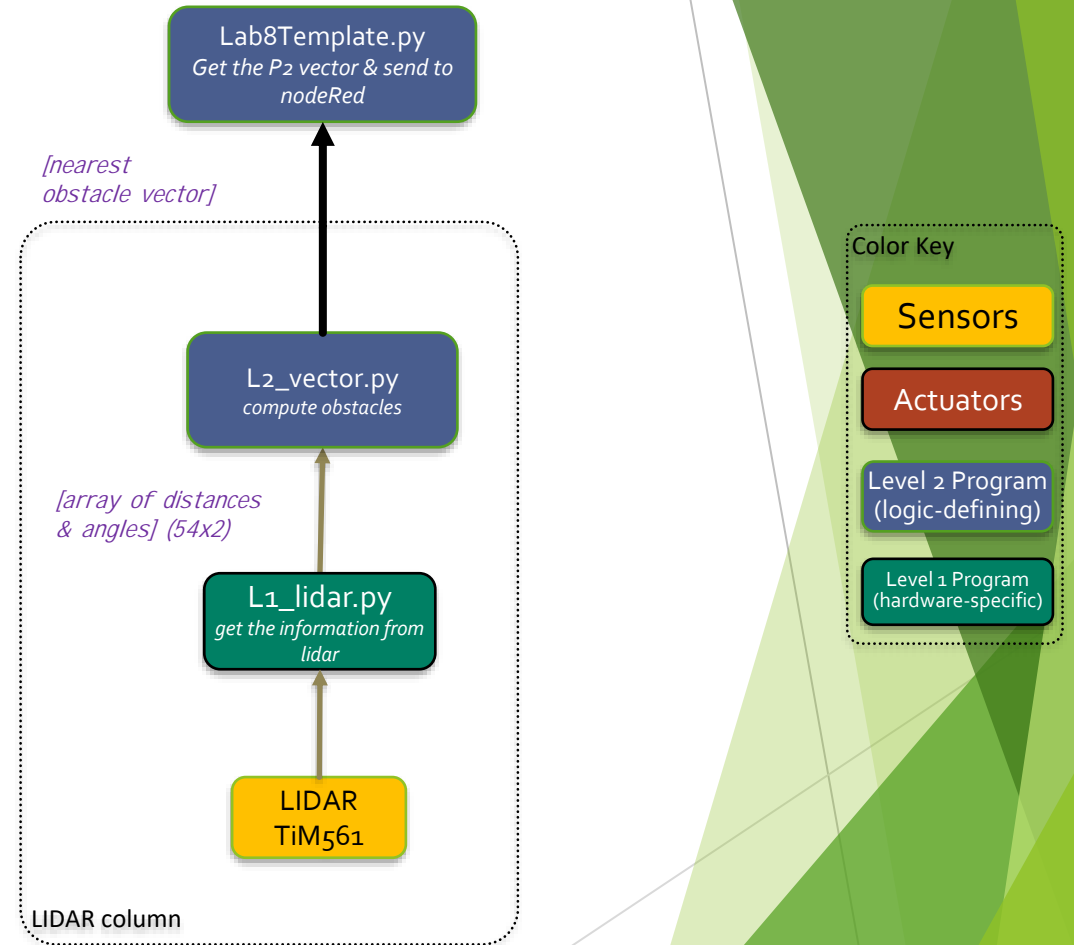 Lab8Template.py
Get the P2 vector & send to
nodeRed
[nearest
obstacle vector]
L2_vector.py
compute obstacles
[array of distances
& angles] (54x2)
L1_lidar.py
get the information from
lidar
LIDAR
TiM561
LIDAR column
Color Key
Sensors
Actuators
Level 2 Program
(logic-defining)
Level 1 Program
(hardware-specific)